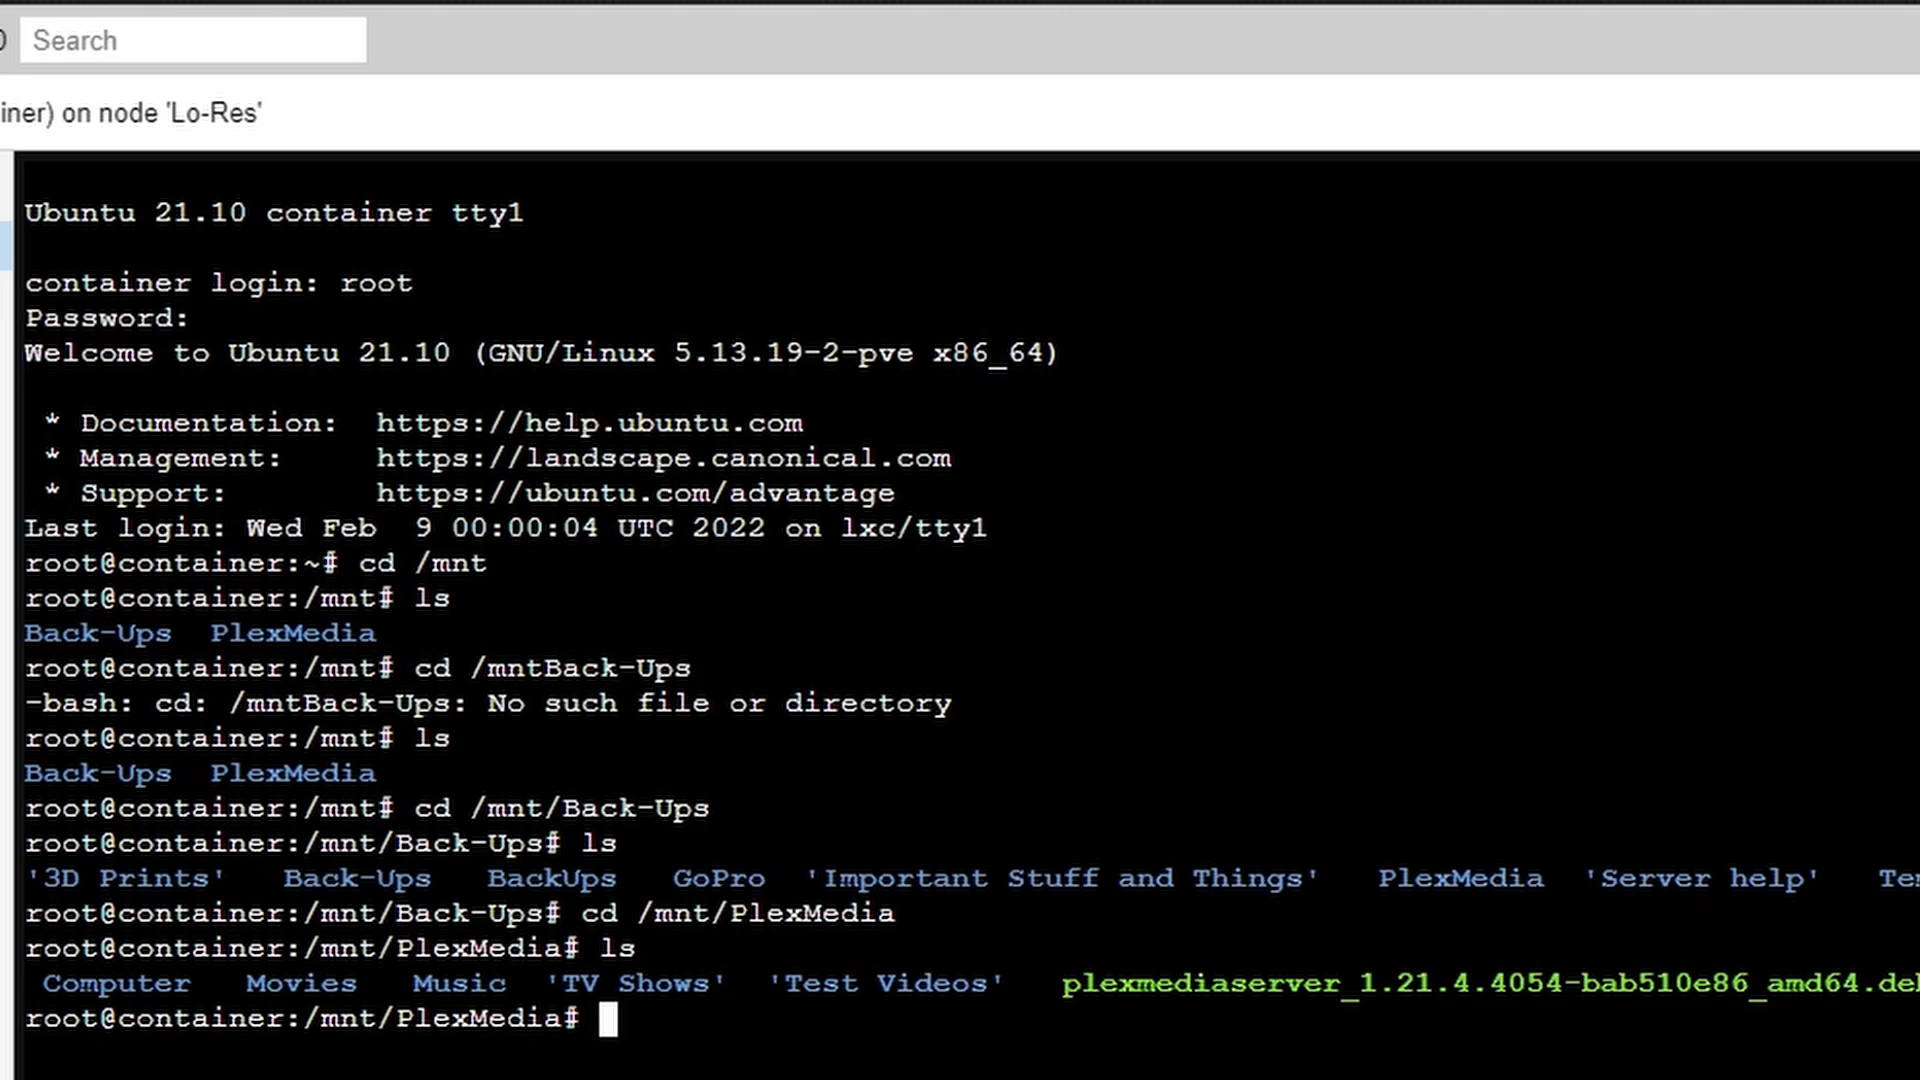 Search
iner) on node 'Lo-Res'
Ubuntu 21.10 container tty1
container login: root
Password:
Welcome to Ubuntu 21.10 (GNU/Linux 5.13.19-2-pve x86_64)
* Documentation:  https://help.ubuntu.com
* Management:     https://landscape.canonical.com
* Support:        https://ubuntu.com/advantage
Last login: Wed Feb  9 00:00:04 UTC 2022 on lxc/tty1
root@container:~# cd /mnt
root@container:/mnt# ls
Back-Ups  PlexMedia
root@container:/mnt# cd /mntBack-Ups
-bash: cd: /mntBack-Ups: No such file or directory
root@container:/mnt# ls
Back-Ups  PlexMedia
root@container:/mnt# cd /mnt/Back-Ups
root@container:/mnt/Back-Ups# ls
'3D Prints'   Back-Ups   BackUps   GoPro  'Important Stuff and Things'   PlexMedia  'Server help'
root@container:/mnt/Back-Ups# cd /mnt/PlexMedia
root@container:/mnt/PlexMedia# ls
Computer   Movies   Music  'TV Shows'  'Test Videos'   plexmediaserver_1.21.4.4054-bab510e86_amd64.deb
root@container:/mnt/PlexMedia#